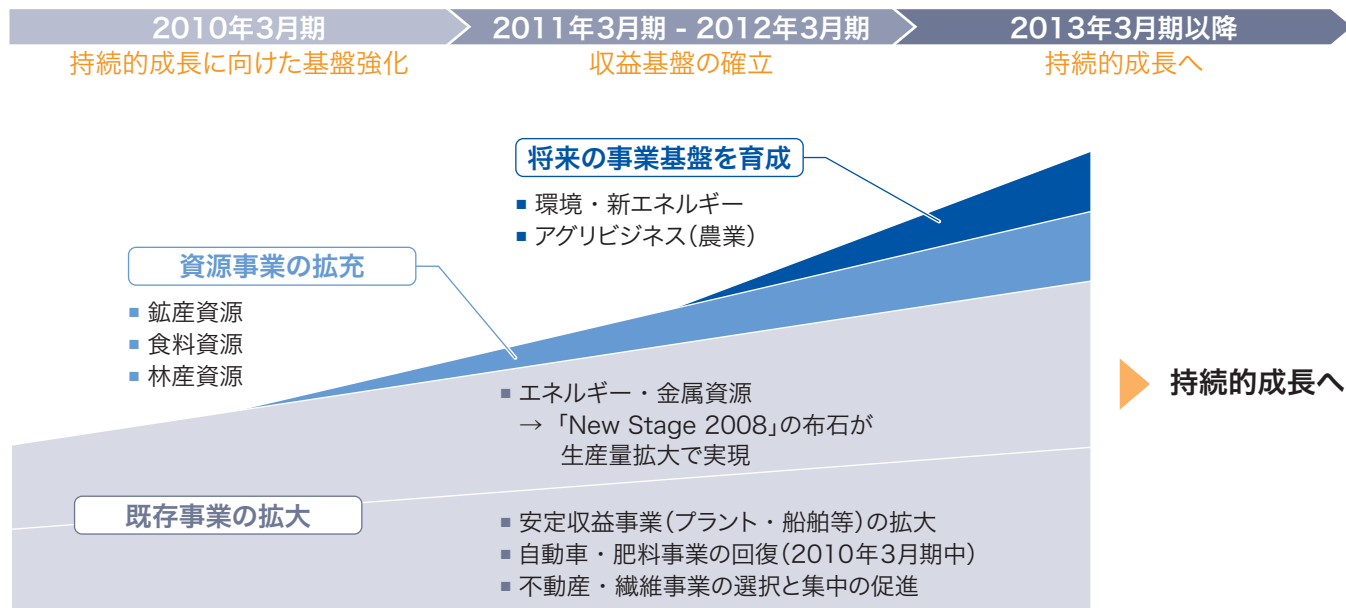 2010年3月期
2011年3月期 - 2012年3月期
2013年3月期以降
持続的成長に向けた基盤強化
収益基盤の確立
持続的成長へ
将来の事業基盤を育成
■ 環境・新エネルギー
■ アグリビジネス(農業)
資源事業の拡充
■ 鉱産資源
■ 食料資源
■ 林産資源
■ エネルギー・金属資源
→ 「New Stage 2008」の布石が
生産量拡大で実現
持続的成長へ
既存事業の拡大
■ 安定収益事業(プラント・船舶等)の拡大
■ 自動車・肥料事業の回復(2010年3月期中)
■ 不動産・繊維事業の選択と集中の促進